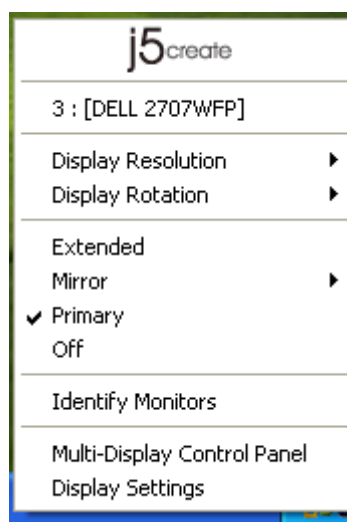 j5create
3 : [DELL 2707WFP]
Display Resolution
Display Rotation
Extended
Mirror
Primary
Off
Identify Monitors
Multi-Display Control Panel
Display Settings